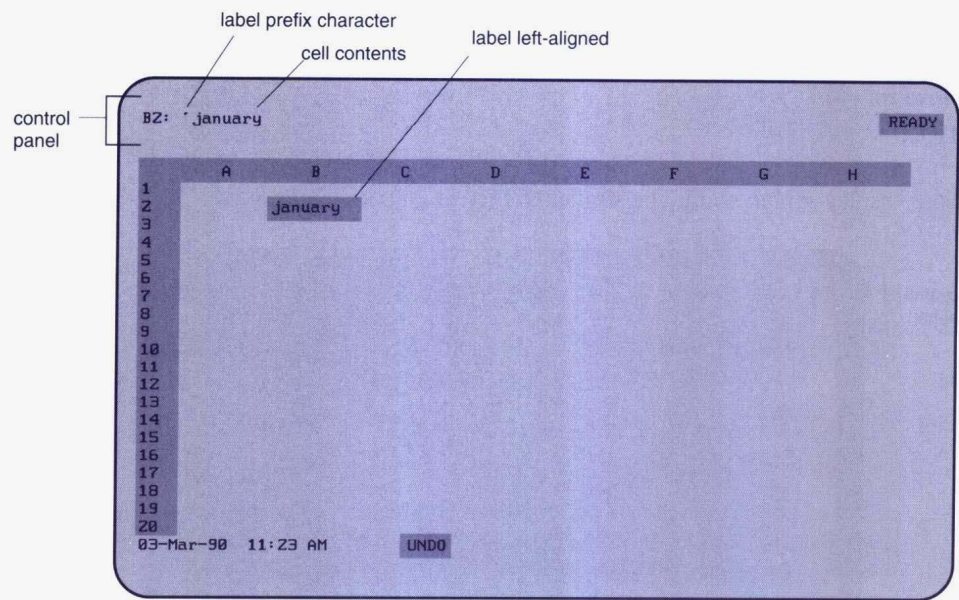 label prefix character
label left-aligned
cell contents
control
panel
B2: 'january
READY
A B C D E F G H
1
2 january
3
4
5
6
7
8
9
10
11
12
13
14
15
16
17
18
19
20
03-Mar-90 11:23 AM UNDO